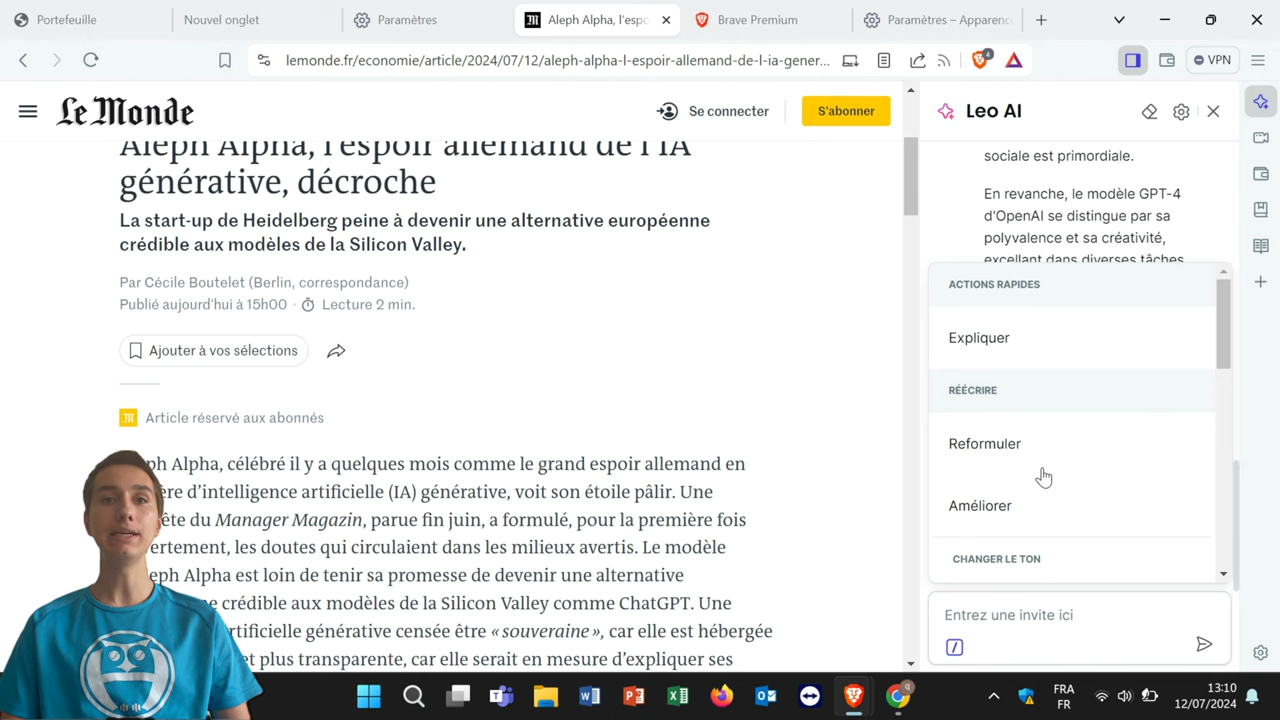 Portefeuille
Nouvel onglet
Paramètres
Aleph Alpha, l'espo
Brave Premium
Paramètres – Apparenc
lemonde.fr/economie/article/2024/07/12/aleph-alpha-l-espoir-allemand-de-l-ia-gener...
4
VPN
Le Monde
Se connecter
S'abonner
Aleph Alpha, l'espoir allemand de l'IA
générative, décroche
La start-up de Heidelberg peine à devenir une alternative européenne
crédible aux modèles de la Silicon Valley.
Par Cécile Boutelet (Berlin, correspondance)
Publié aujourd'hui à 15h00 · Lecture 2 min.
Ajouter à vos sélections
M
Article réservé aux abonnés
ph Alpha, célébré il y a quelques mois comme le grand espoir allemand en
ère d'intelligence artificielle (IA) générative, voit son étoile pâlir. Une
ête du Manager Magazin, parue fin juin, a formulé, pour la première fois
ertement, les doutes qui circulaient dans les milieux avertis. Le modèle
eph Alpha est loin de tenir sa promesse de devenir une alternative
ne crédible aux modèles de la Silicon Valley comme ChatGPT. Une
rtificielle générative censée être « souveraine », car elle est hébergée
et plus transparente, car elle serait en mesure d'expliquer ses
Leo AI
sociale est primordiale.
En revanche, le modèle GPT-4
d'OpenAI se distingue par sa
polyvalence et sa créativité,
excellant dans diverses tâches
ACTIONS RAPIDES
Expliquer
RÉÉCRIRE
Reformuler
Améliorer
CHANGER LE TON
Entrez une invite ici
/
FRA
FR
13:10
12/07/2024